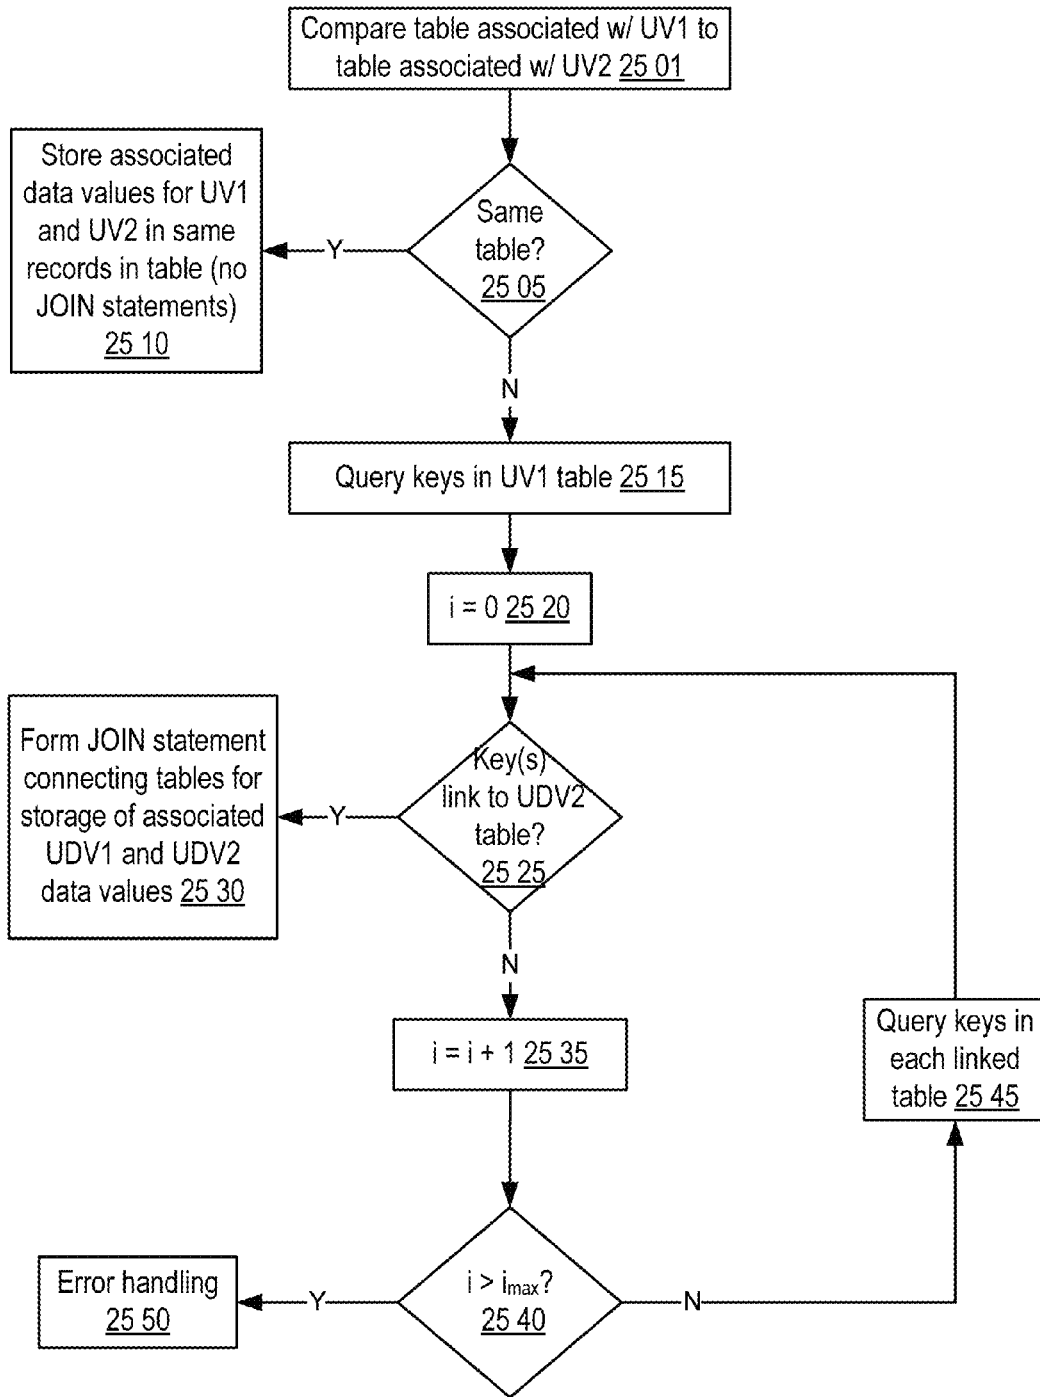 Compare table associated w/ UV1 to
table associated w/ UV2 25 01
Store associated
data values for UV1
and UV2 in same
records in table (no
JOIN statements)
25 10
Y
Same
table?
25 05
N
Query keys in UV1 table 25 15
i = 0 25 20
Form JOIN statement
connecting tables for
storage of associated
UDV1 and UDV2
data values 25 30
Y
Key(s)
link to UDV2
table?
25 25
N
i = i + 1 25 35
Query keys in
each linked
table 25 45
Error handling
25 50
Y
i > imax?
25 40
N